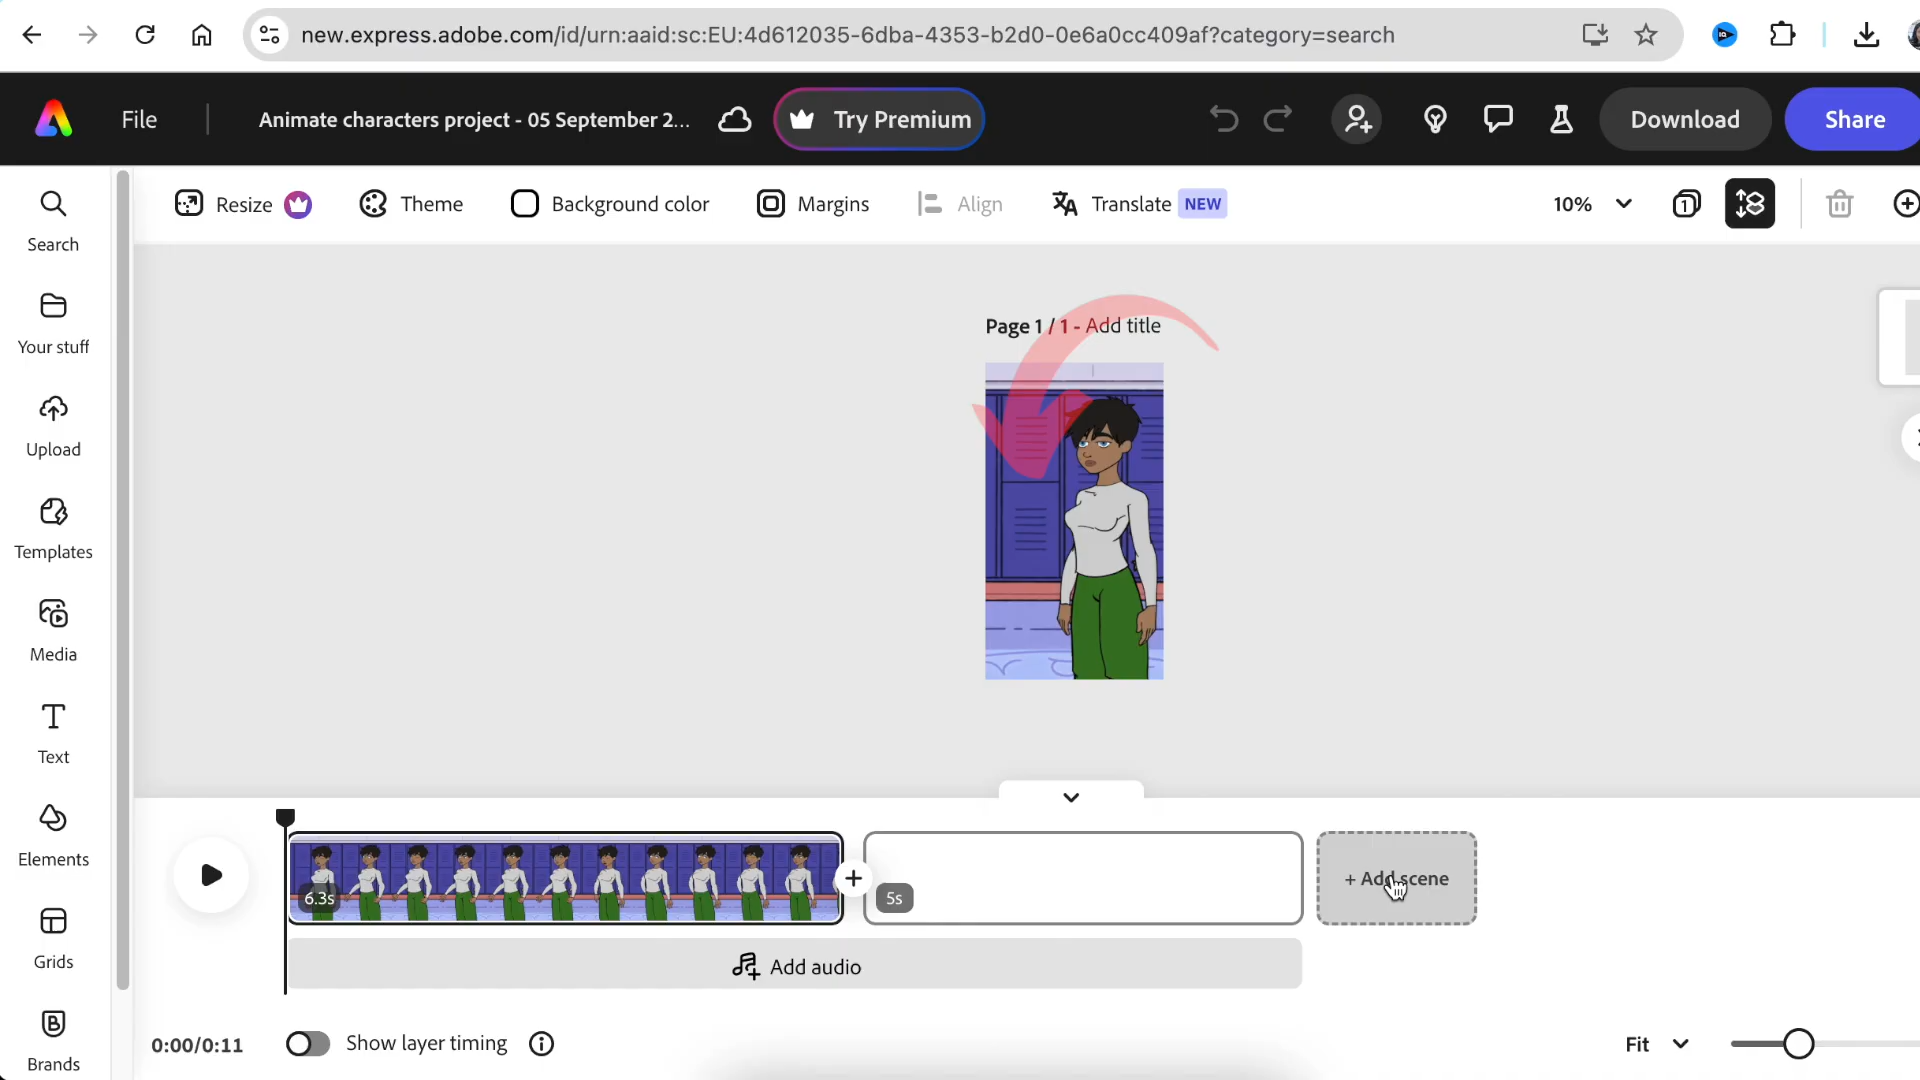 new.express.adobe.com/id/urn:aaid:sc:EU:4d612035-6dba-4353-b2d0-0e6a0cc409af?category=search
File
Animate characters project - 05 September 2...
Try Premium
Download
Share
Resize
Theme
Background color
Margins
Align
Translate NEW
10%
1
Search
Your stuff
Upload
Templates
Media
Text
Elements
Grids
Brands
Page 1 / 1 - Add title
6.3s
5s
+ Add scene
Add audio
0:00/0:11
Show layer timing
Fit